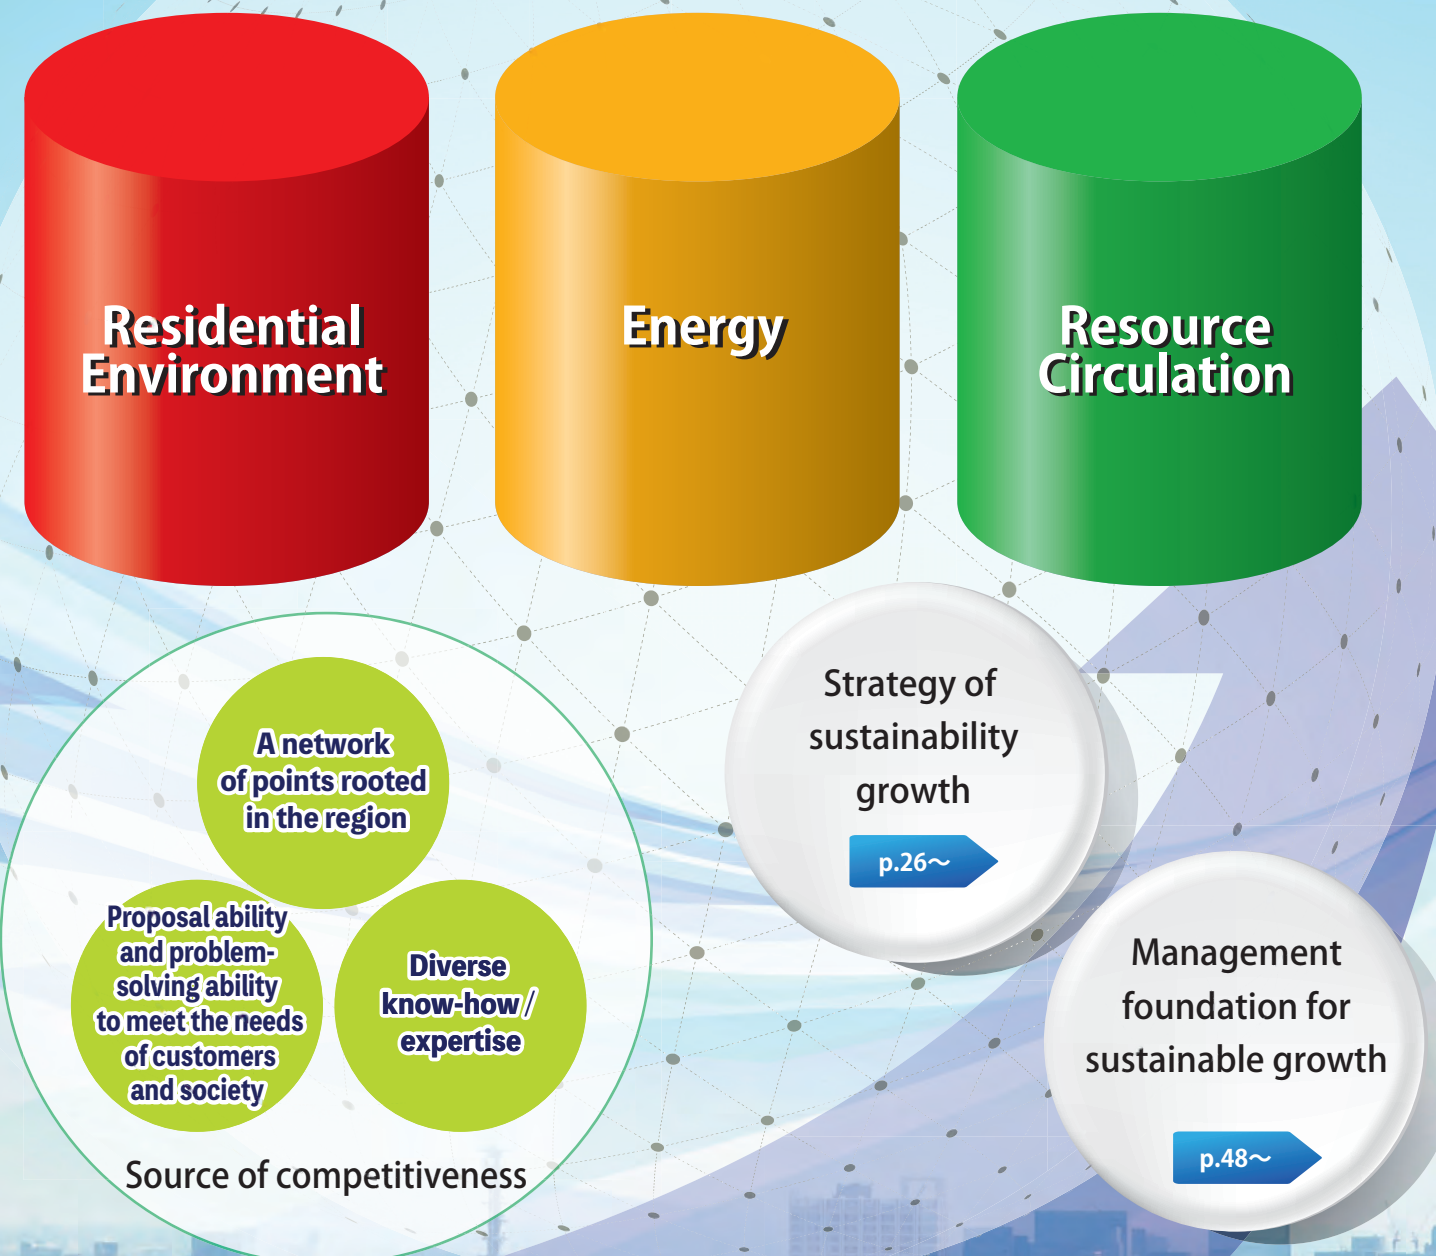 Residential
Environment
Energy
Resource
Circulation
A network
of points rooted
in the region
Proposal ability
and problem-
solving ability
to meet the needs
of customers
and society
Diverse
know-how /
expertise
Source of competitiveness
Strategy of
sustainability
growth
p.26～
Management
foundation for
sustainable growth
p.48～